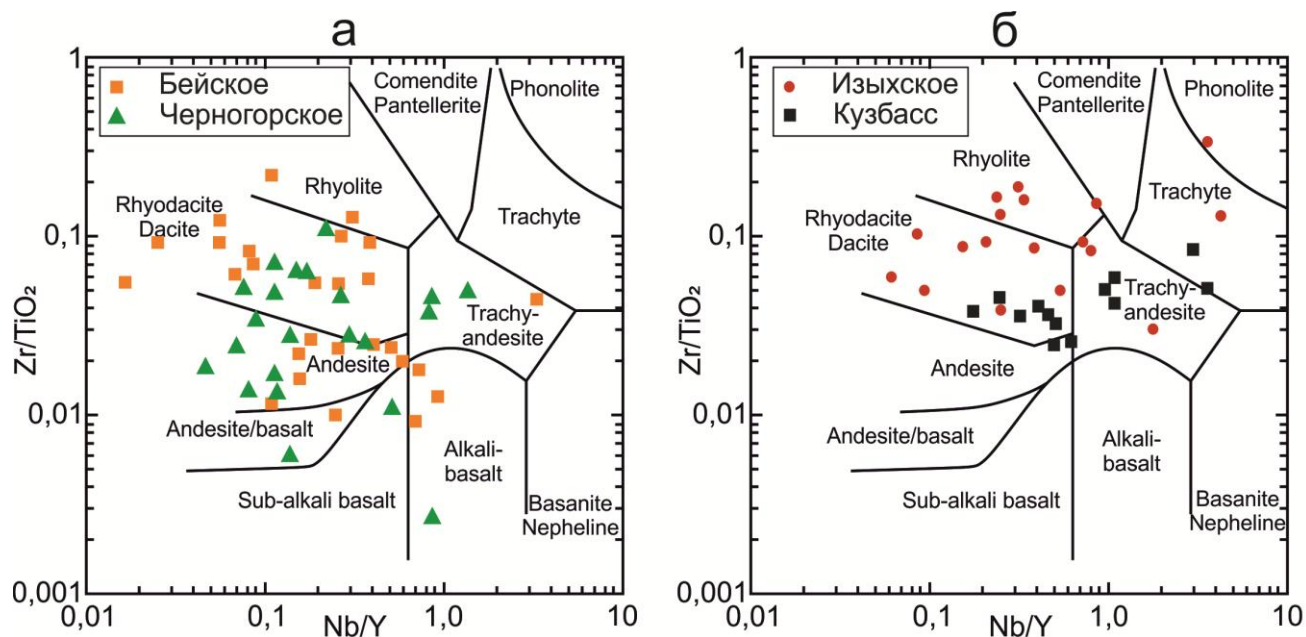 а
Бейское
Черногорское
Comendite
Pantellerite
Phonolite
Rhyolite
Trachyte
Rhyodacite
Dacite
Trachy-
andesite
Andesite
Andesite/basalt
Alkali-
basalt
Sub-alkali basalt
Basanite
Nepheline
Zr/TiO₂
1
0,1
0,01
0,001
0,01
0,1
1,0
10
Nb/Y
б
Изыхское
Кузбасс
Comendite
Pantellerite
Phonolite
Rhyolite
Trachyte
Rhyodacite
Dacite
Trachy-
andesite
Andesite
Andesite/basalt
Alkali-
basalt
Sub-alkali basalt
Basanite
Nepheline
Zr/TiO₂
1
0,1
0,01
0,001
0,01
0,1
1,0
10
Nb/Y